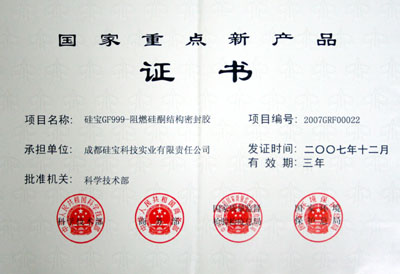 国家重点新产品
证书
项目名称: 硅宝GF999-阻燃硅酮结构密封胶
项目编号: 2007GRF00022
承担单位: 成都硅宝科技实业有限责任公司
发证时间: 二〇〇七年十二月
有效期: 三年
批准机关: 科学技术部